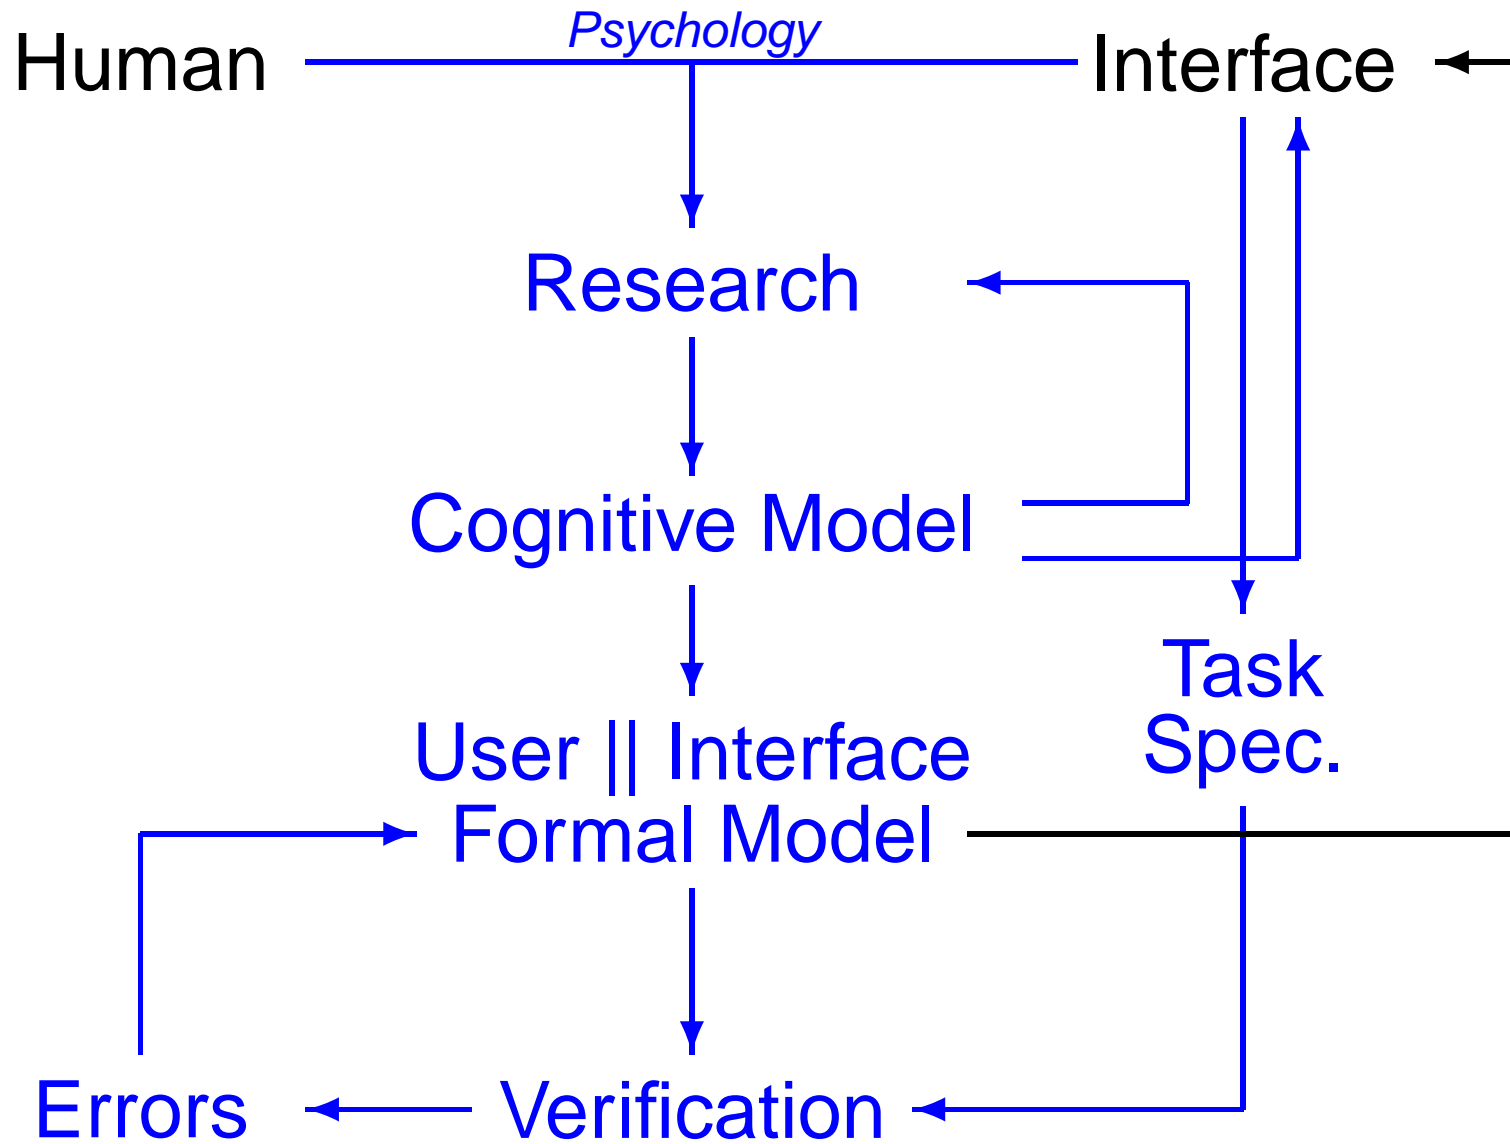 Human
Psychology
Interface
Research
Cognitive Model
Task
Spec.
User || Interface
Formal Model
Errors
Verification